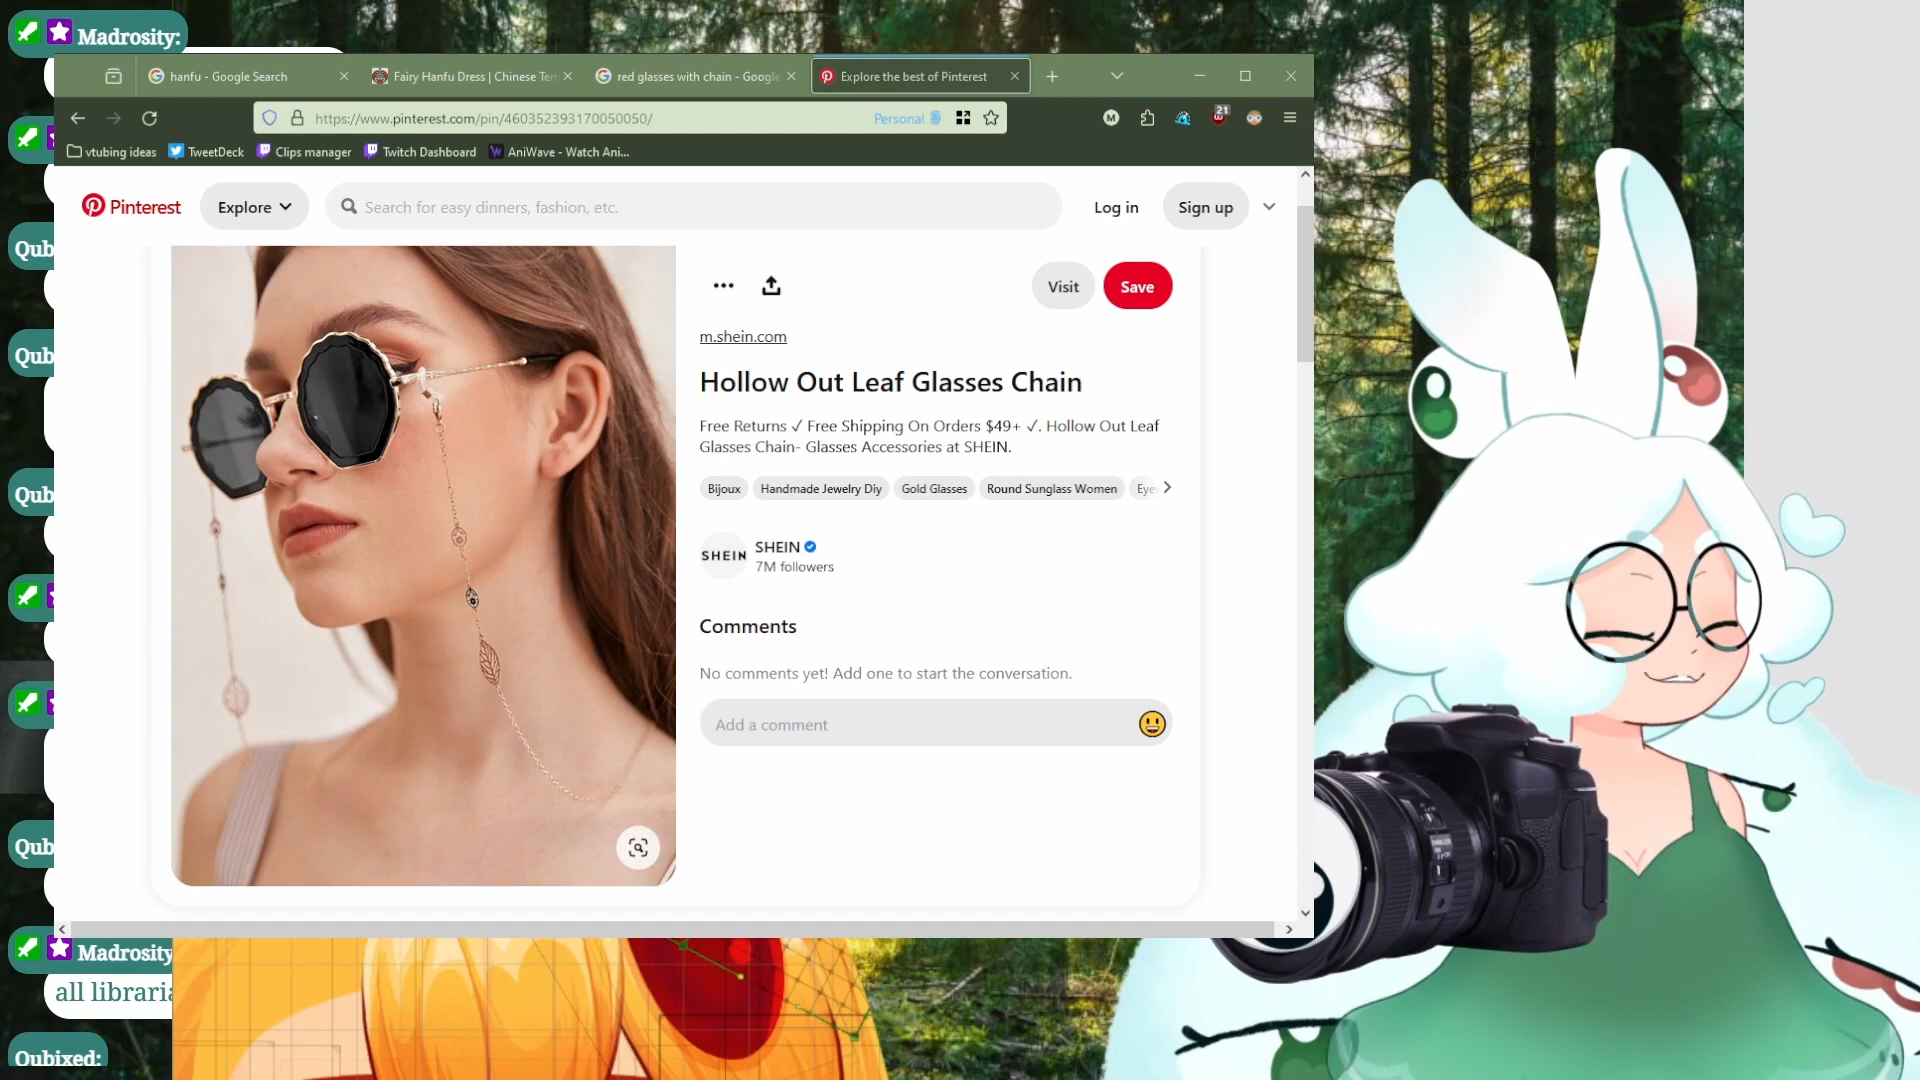 Madrosity:
hanfu - Google Search
Fairy Hanfu Dress | Chinese Ten
red glasses with chain - Google
Explore the best of Pinterest
https://www.pinterest.com/pin/460352393170050050/
Personal
M
21
vtubing ideas
TweetDeck
Clips manager
Twitch Dashboard
AniWave - Watch Ani...
Pinterest
Explore
Search for easy dinners, fashion, etc.
Log in
Sign up
Visit
Save
m.shein.com
Hollow Out Leaf Glasses Chain
Free Returns ✓ Free Shipping On Orders $49+ ✓. Hollow Out Leaf
Glasses Chain- Glasses Accessories at SHEIN.
Bijoux
Handmade Jewelry Diy
Gold Glasses
Round Sunglass Women
Eye
SHEIN
SHEIN
7M followers
Comments
No comments yet! Add one to start the conversation.
Add a comment
Qub
Qub
Qub
Qub
Madrosity
all libraria
Qubixed: